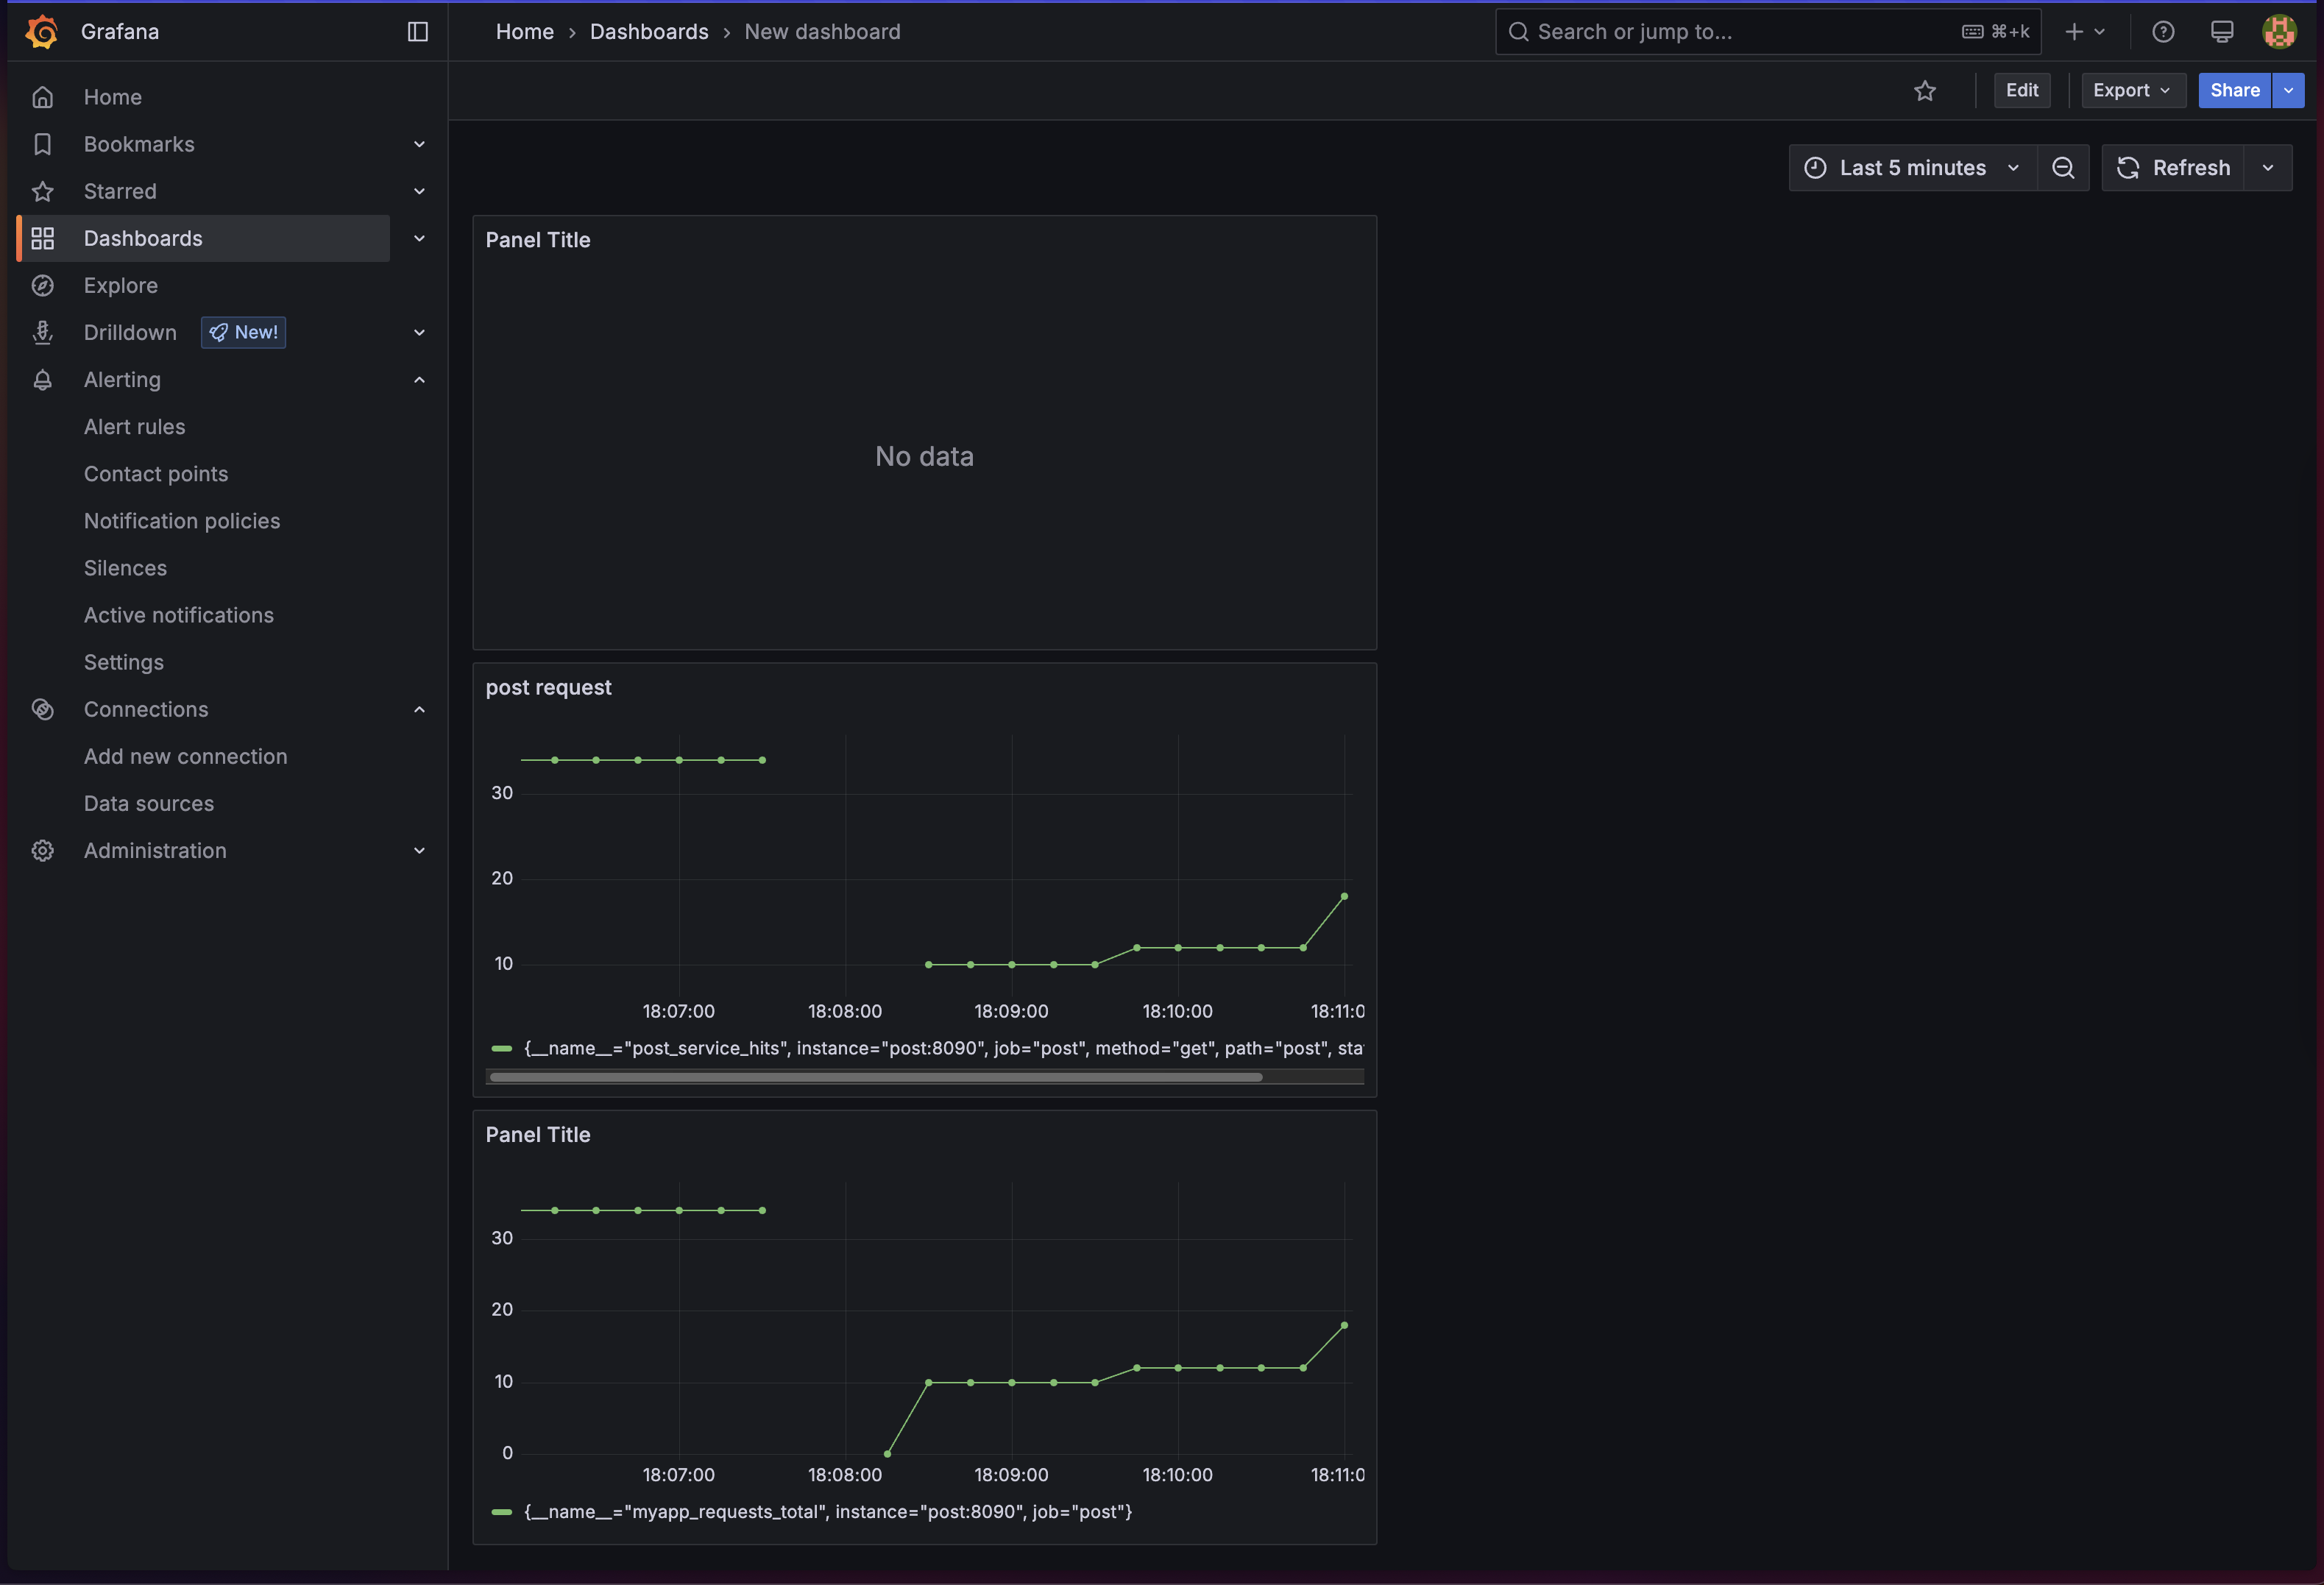 Grafana
Home › Dashboards › New dashboard
Search or jump to...
⌘+k
Edit
Export
Share
Home
Bookmarks
Starred
Dashboards
Explore
Drilldown
New!
Alerting
Alert rules
Contact points
Notification policies
Silences
Active notifications
Settings
Connections
Add new connection
Data sources
Administration
Last 5 minutes
Refresh
Panel Title
No data
post request
30
20
10
18:07:00 18:08:00 18:09:00 18:10:00 18:11:0
{__name__="post_service_hits", instance="post:8090", job="post", method="get", path="post", sta
Panel Title
30
20
10
0
18:07:00 18:08:00 18:09:00 18:10:00 18:11:0
{__name__="myapp_requests_total", instance="post:8090", job="post"}